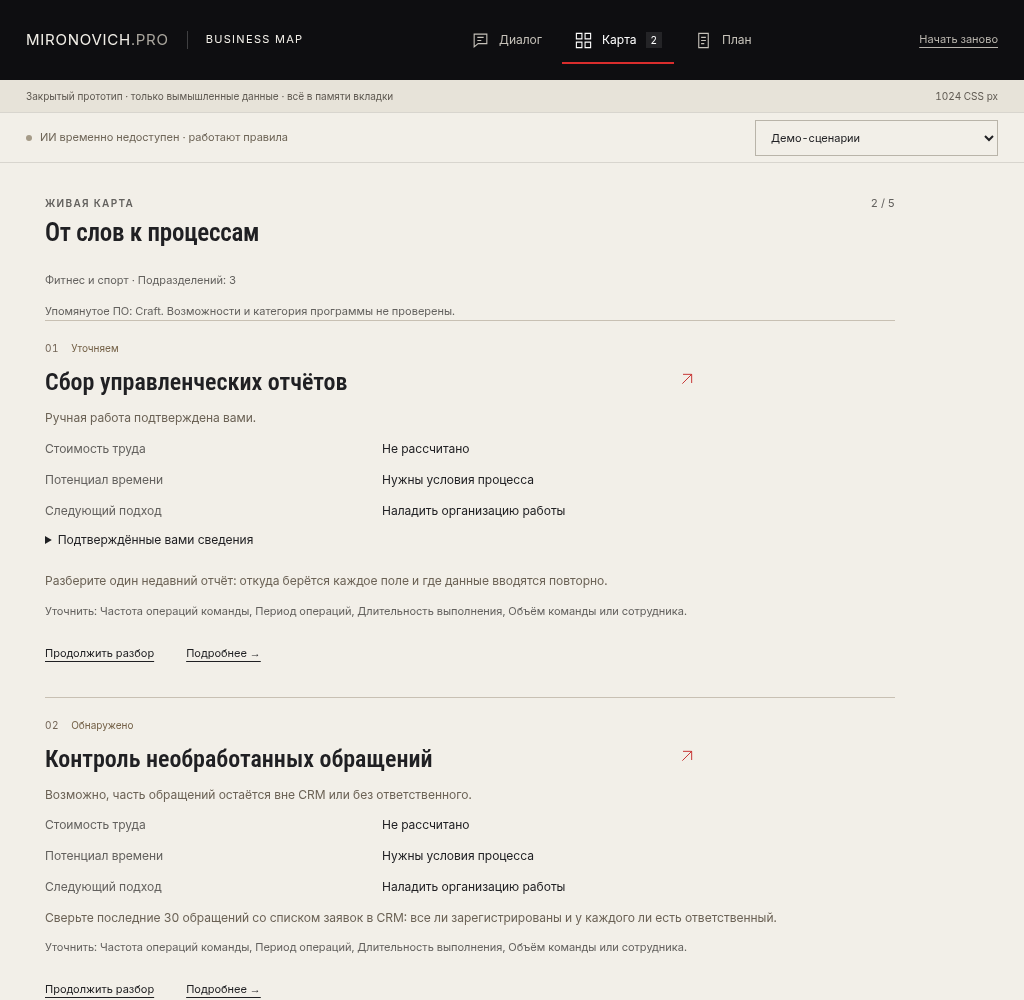 MIRONOVICH.PRO
BUSINESS MAP
Диалог
Карта 2
План
Начать заново
Закрытый прототип · только вымышленные данные · всё в памяти вкладки
1024 CSS px
ИИ временно недоступен · работают правила
Демо-сценарии
ЖИВАЯ КАРТА
2 / 5
От слов к процессам
Фитнес и спорт · Подразделений: 3
Упомянутое ПО: Craft. Возможности и категория программы не проверены.
01 Уточняем
Сбор управленческих отчётов
Ручная работа подтверждена вами.
Стоимость труда Не рассчитано
Потенциал времени Нужны условия процесса
Следующий подход Наладить организацию работы
Подтверждённые вами сведения
Разберите один недавний отчёт: откуда берётся каждое поле и где данные вводятся повторно.
Уточнить: Частота операций команды, Период операций, Длительность выполнения, Объём команды или сотрудника.
Продолжить разбор Подробнее →
02 Обнаружено
Контроль необработанных обращений
Возможно, часть обращений остаётся вне CRM или без ответственного.
Стоимость труда Не рассчитано
Потенциал времени Нужны условия процесса
Следующий подход Наладить организацию работы
Сверьте последние 30 обращений со списком заявок в CRM: все ли зарегистрированы и у каждого ли есть ответственный.
Уточнить: Частота операций команды, Период операций, Длительность выполнения, Объём команды или сотрудника.
Продолжить разбор Подробнее →